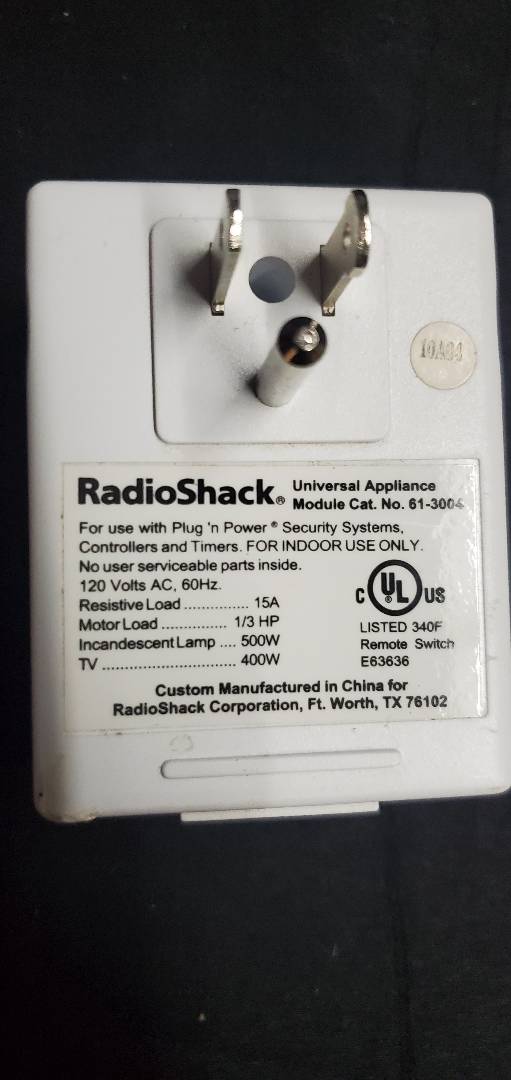 10A04
RadioShack® Universal Appliance
Module Cat. No. 61-3004
For use with Plug 'n Power® Security Systems,
Controllers and Timers. FOR INDOOR USE ONLY.
No user serviceable parts inside.
120 Volts AC, 60Hz.
Resistive Load ............... 15A
Motor Load .............. 1/3 HP
Incandescent Lamp .... 500W
TV ............................... 400W
C UL® US
LISTED 340F
Remote Switch
E63636
Custom Manufactured in China for
RadioShack Corporation, Ft. Worth, TX 76102